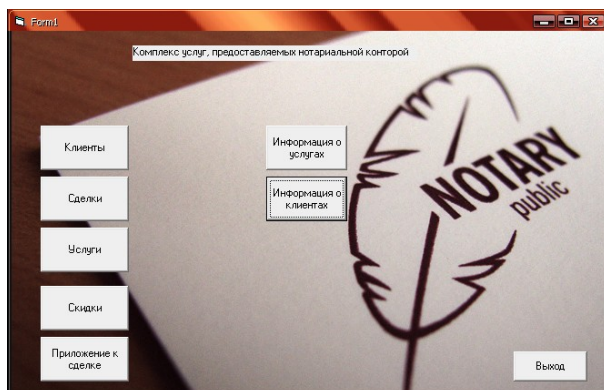 Form1
Комплекс услуг, предоставляемых нотариальной конторой
Клиенты
Информация о
услугах
Сделки
Информация о
клиентах
Услуги
Скидки
Приложение к
сделке
Выход
NOTARY
public